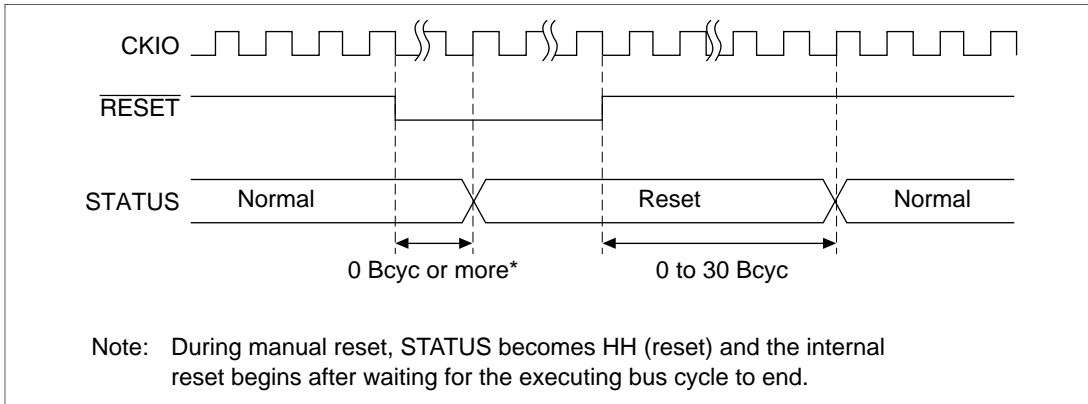 CKIO
RESET
STATUS Normal Reset Normal
0 Bcyc or more* 0 to 30 Bcyc
Note: During manual reset, STATUS becomes HH (reset) and the internal
reset begins after waiting for the executing bus cycle to end.